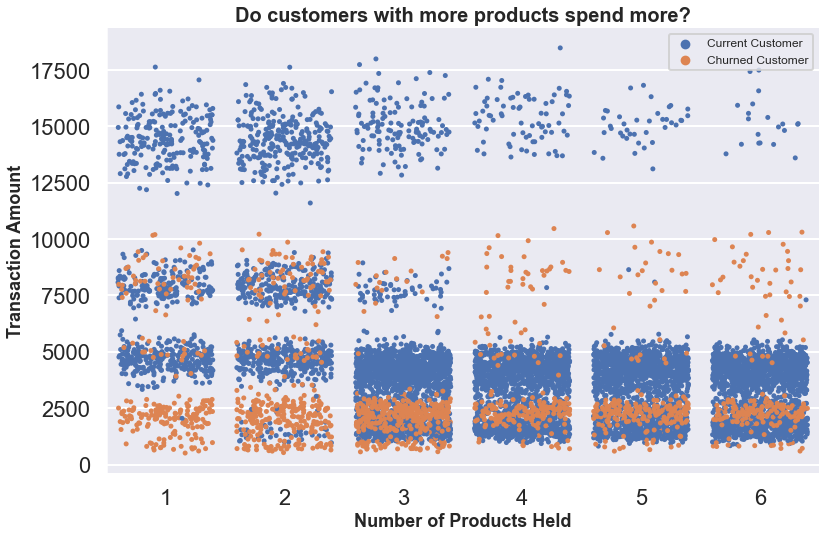 Do customers with more products spend more?
Current Customer
Churned Customer
17500
15000
12500
10000
7500
5000
2500
0
Transaction Amount
1 2 3 4 5 6
Number of Products Held